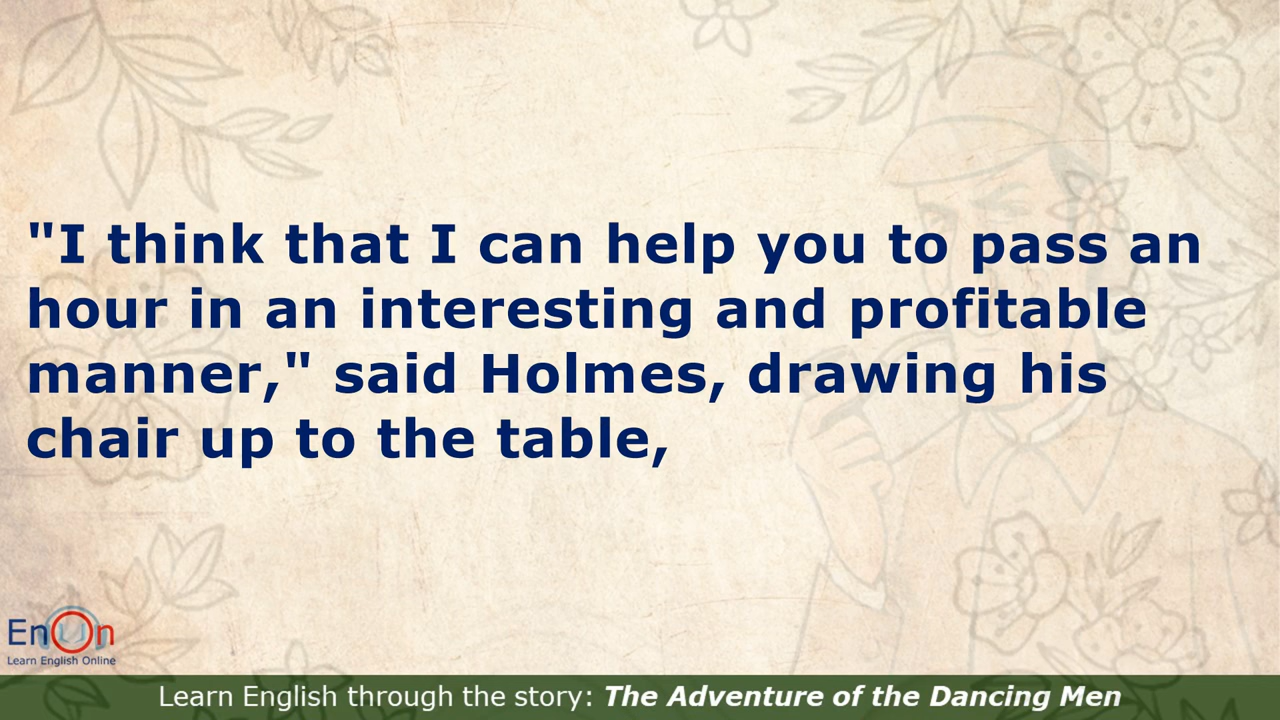 "I think that I can help you to pass an
hour in an interesting and profitable
manner," said Holmes, drawing his
chair up to the table,
EnOn
Learn English Online
Learn English through the story: The Adventure of the Dancing Men